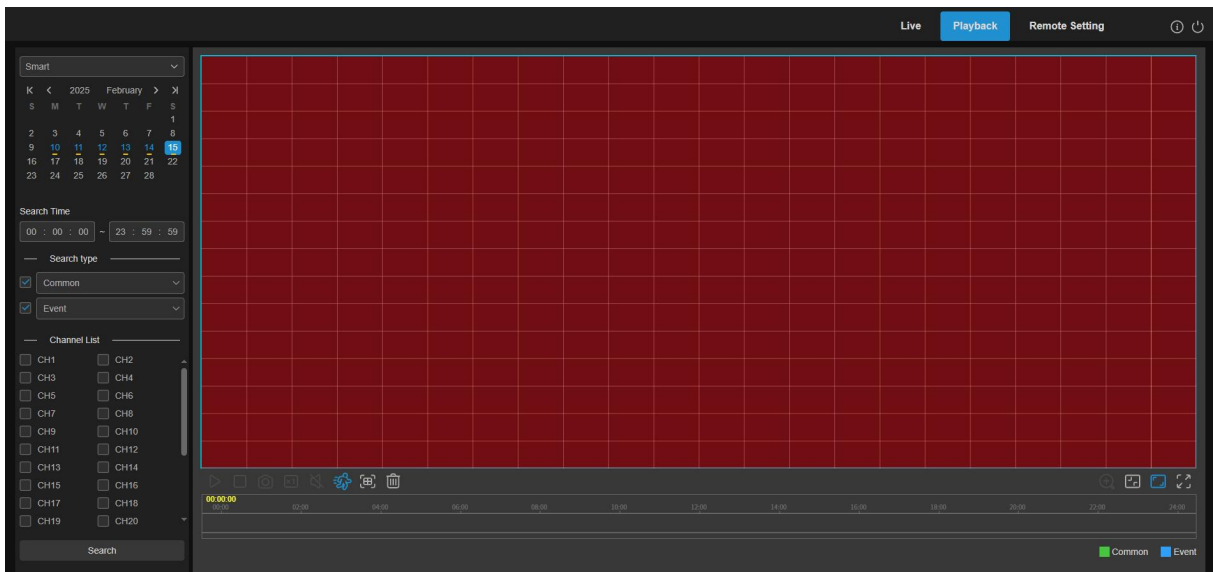 Live Playback Remote Setting
Smart
2025 February
S M T W T F S
1
2 3 4 5 6 7 8
9 10 11 12 13 14 15
16 17 18 19 20 21 22
23 24 25 26 27 28
Search Time
00 : 00 : 00 ~ 23 : 59 : 59
Search type
Common
Event
Channel List
CH1 CH2
CH3 CH4
CH5 CH6
CH7 CH8
CH9 CH10
CH11 CH12
CH13 CH14
CH15 CH16
CH17 CH18
CH19 CH20
Search
00:00:00
00:00 02:00 04:00 06:00 08:00 10:00 12:00 14:00 16:00 18:00 20:00 22:00 24:00
Common Event